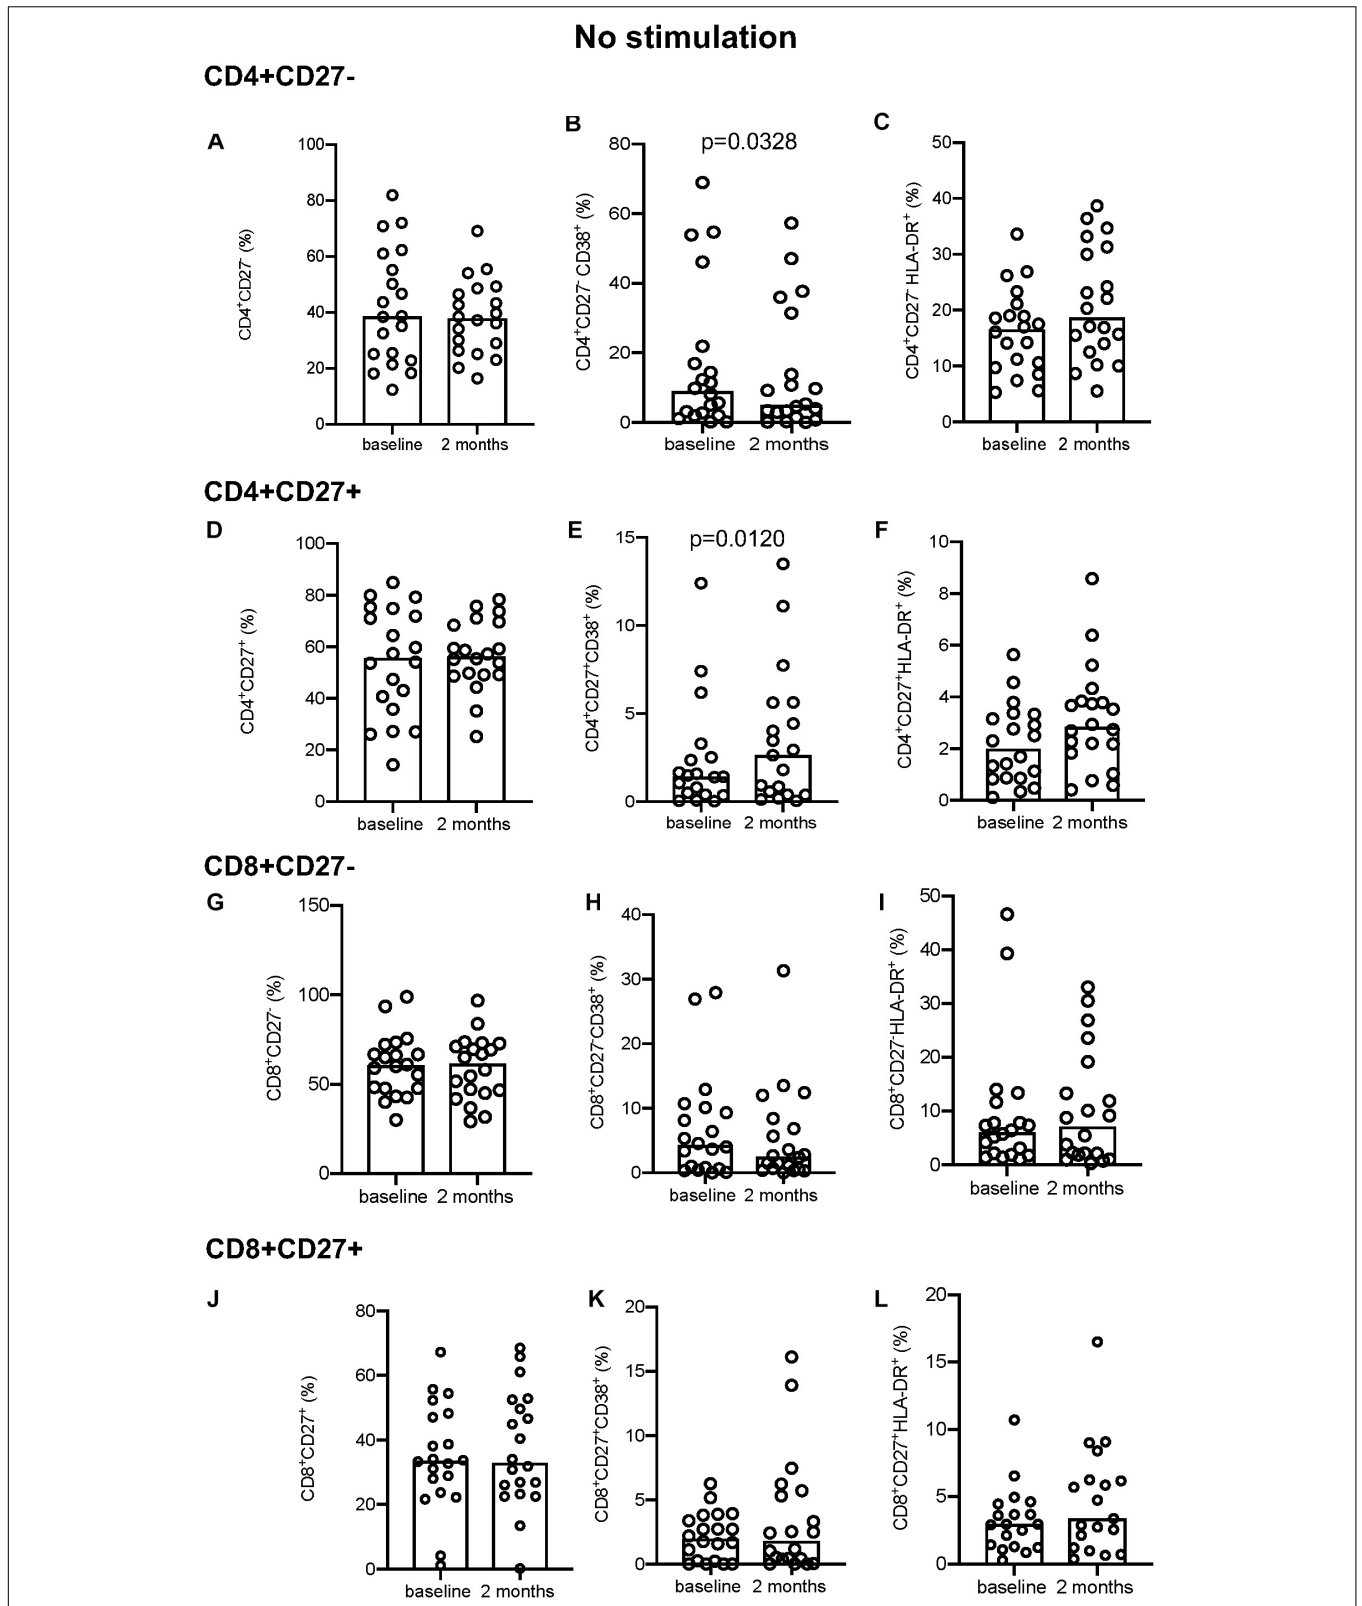 No stimulation
CD4+CD27-
A
CD4⁺CD27⁻ (%)
100
80
60
40
20
0
baseline 2 months
B
CD4⁺CD27⁻ CD38⁺ (%)
p=0.0328
80
60
40
20
0
baseline 2 months
C
CD4⁺CD27⁻ HLA-DR⁺ (%)
50
40
30
20
10
0
baseline 2 months
CD4+CD27+
D
CD4⁺CD27⁺ (%)
100
80
60
40
20
0
baseline 2 months
E
CD4⁺CD27⁺CD38⁺ (%)
p=0.0120
15
10
5
0
baseline 2 months
F
CD4⁺CD27⁺HLA-DR⁺ (%)
10
8
6
4
2
0
baseline 2 months
CD8+CD27-
G
CD8⁺CD27⁻ (%)
150
100
50
0
baseline 2 months
H
CD8⁺CD27⁻CD38⁺ (%)
40
30
20
10
0
baseline 2 months
I
CD8⁺CD27⁻HLA-DR⁺ (%)
50
40
30
20
10
0
baseline 2 months
CD8+CD27+
J
CD8⁺CD27⁺ (%)
80
60
40
20
0
baseline 2 months
K
CD8⁺CD27⁺CD38⁺ (%)
20
15
10
5
0
baseline 2 months
L
CD8⁺CD27⁺HLA-DR⁺ (%)
20
15
10
5
0
baseline 2 months